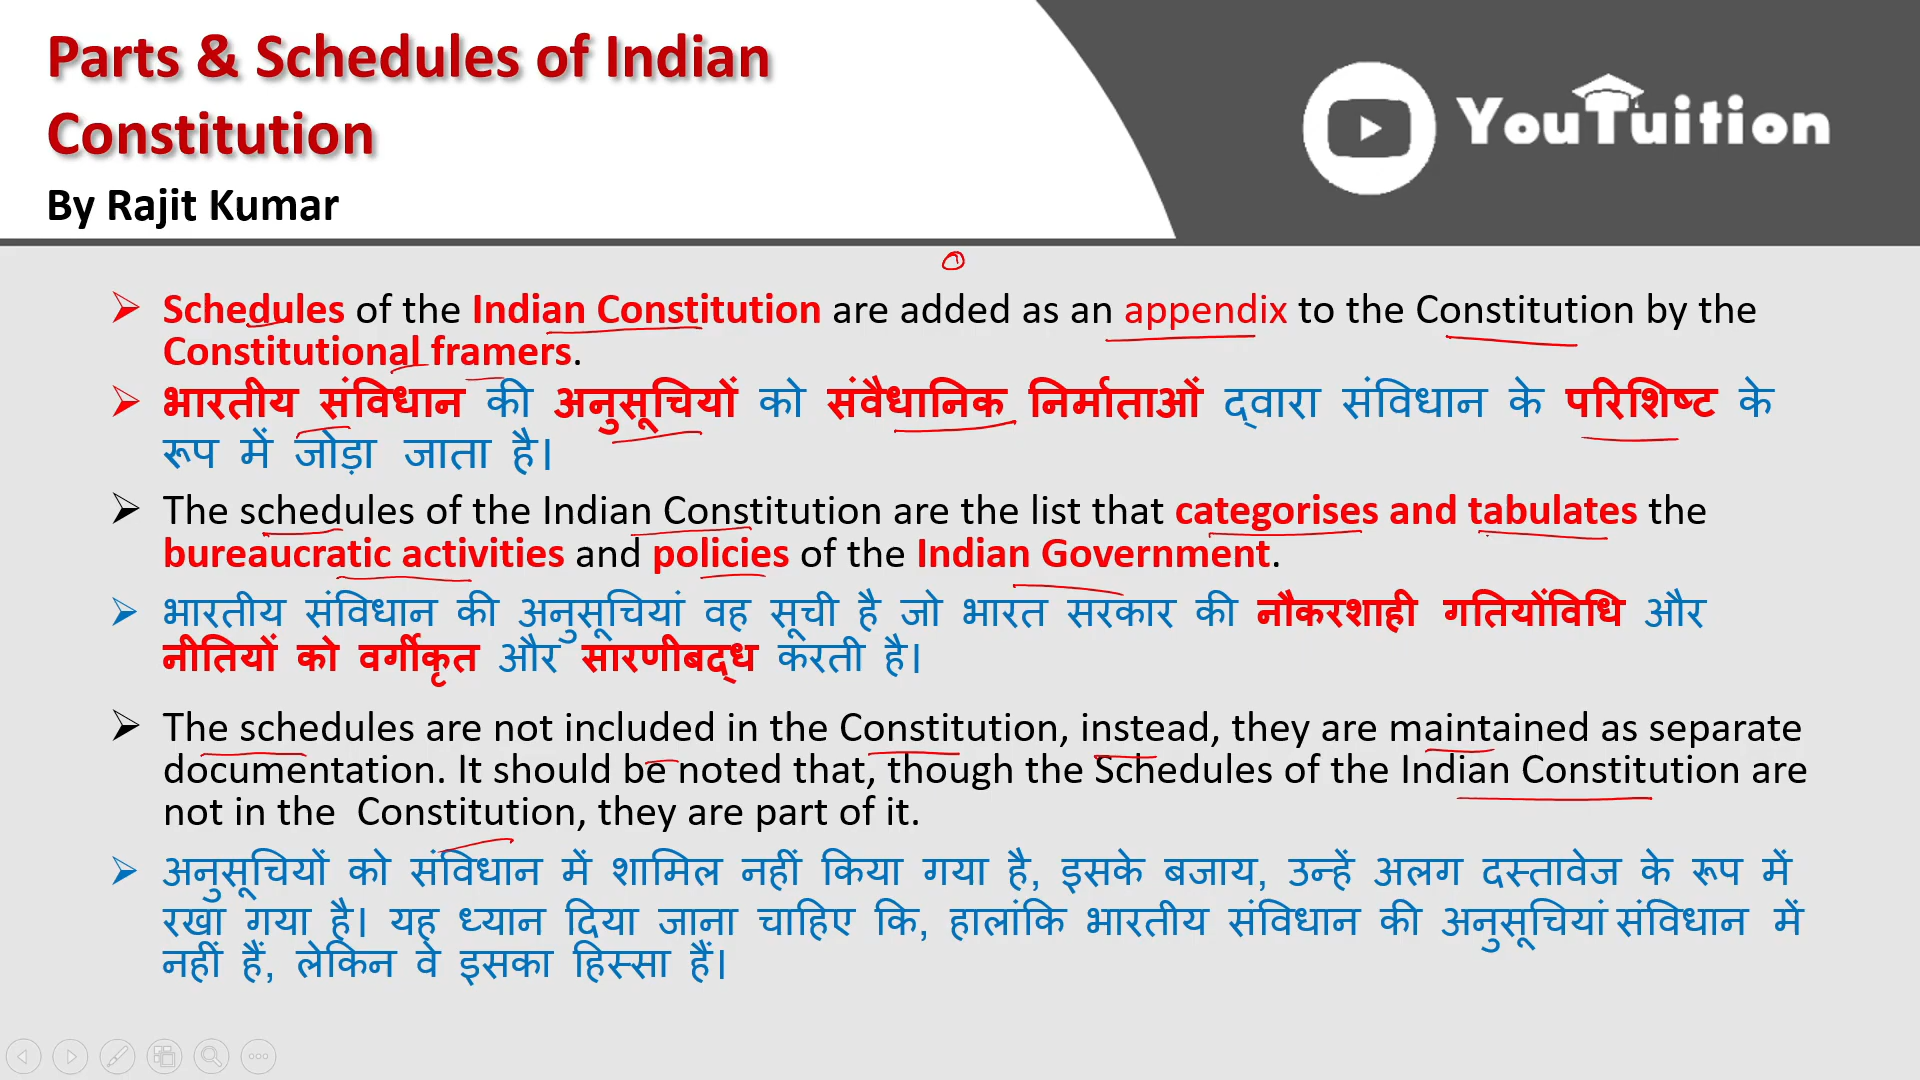 Parts & Schedules of Indian
Constitution
By Rajit Kumar
YouTuition
Schedules of the Indian Constitution are added as an appendix to the Constitution by the
Constitutional framers.
भारतीय संविधान की अनुसूचियों को संवैधानिक निर्माताओं द्वारा संविधान के परिशिष्ट के
रूप में जोड़ा जाता है।
The schedules of the Indian Constitution are the list that categorises and tabulates the
bureaucratic activities and policies of the Indian Government.
भारतीय संविधान की अनुसूचियां वह सूची है जो भारत सरकार की नौकरशाही गतियोंविधि और
नीतियों को वर्गीकृत और सारणीबद्ध करती है।
The schedules are not included in the Constitution, instead, they are maintained as separate
documentation. It should be noted that, though the Schedules of the Indian Constitution are
not in the Constitution, they are part of it.
अनुसूचियों को संविधान में शामिल नहीं किया गया है, इसके बजाय, उन्हें अलग दस्तावेज के रूप में
रखा गया है। यह ध्यान दिया जाना चाहिए कि, हालांकि भारतीय संविधान की अनुसूचियां संविधान में
नहीं हैं, लेकिन वे इसका हिस्सा हैं।